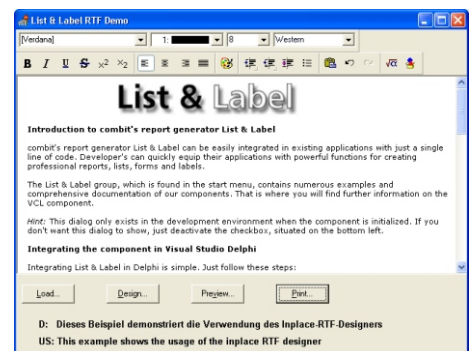 List & Label RTF Demo
[Verdana] 1: 8 Western
B I U S x² ×₂ √α
List & Label
Introduction to combit's report generator List & Label
combit's report generator List & Label can be easily integrated in existing applications with just a single
line of code. Developer's can quickly equip their applications with powerful functions for creating
professional reports, lists, forms and labels.
The List & Label group, which is found in the start menu, contains numerous examples and
comprehensive documentation of our components. That is where you will find further information on the
VCL component.
Hint: This dialog only exists in the development environment when the component is initialized. If you
don't want this dialog to show, just deactivate the checkbox, situated on the bottom left.
Integrating the component in Visual Studio Delphi
Integrating List & Label in Delphi is simple. Just follow these steps:
Load... Design... Preview... Print...
D: Dieses Beispiel demonstriert die Verwendung des Inplace-RTF-Designers
US: This example shows the usage of the inplace RTF designer